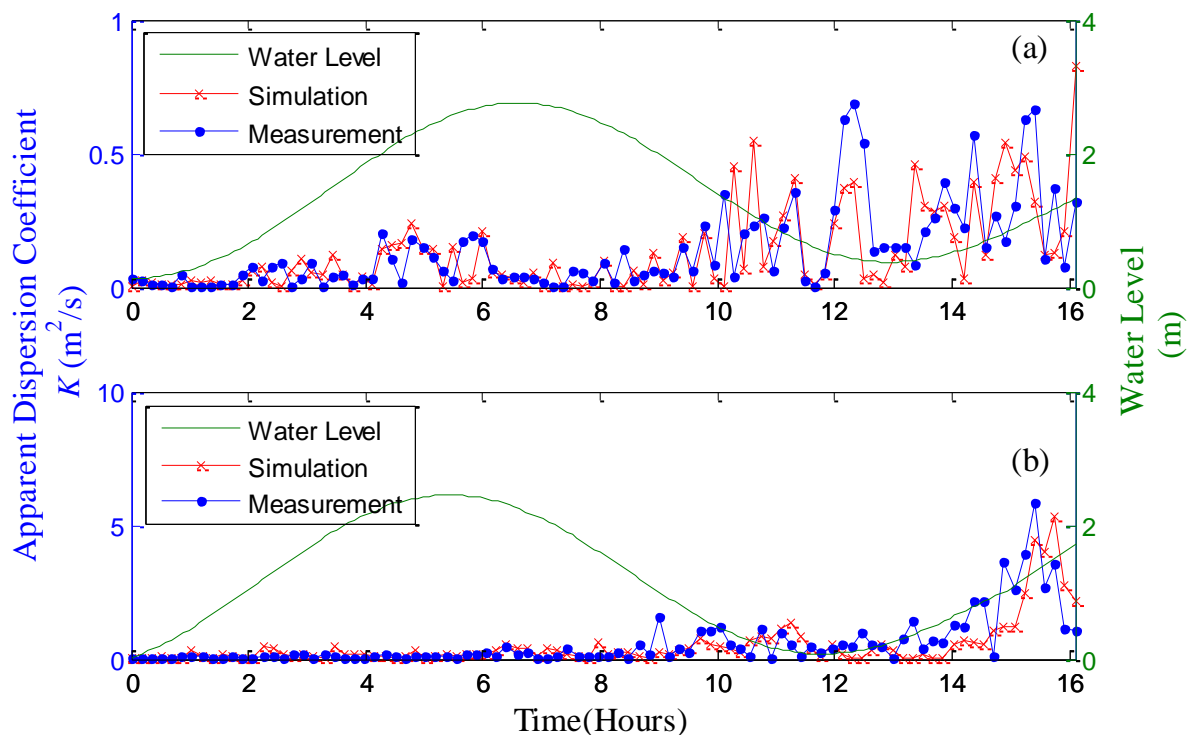 Apparent Dispersion Coefficient
K (m²/s)
1
0.5
0
Water Level
Simulation
Measurement
(a)
4
2
0
0 2 4 6 8 10 12 14 16
10
5
0
Water Level
Simulation
Measurement
(b)
4
2
0
0 2 4 6 8 10 12 14 16
Time(Hours)
Water Level
(m)